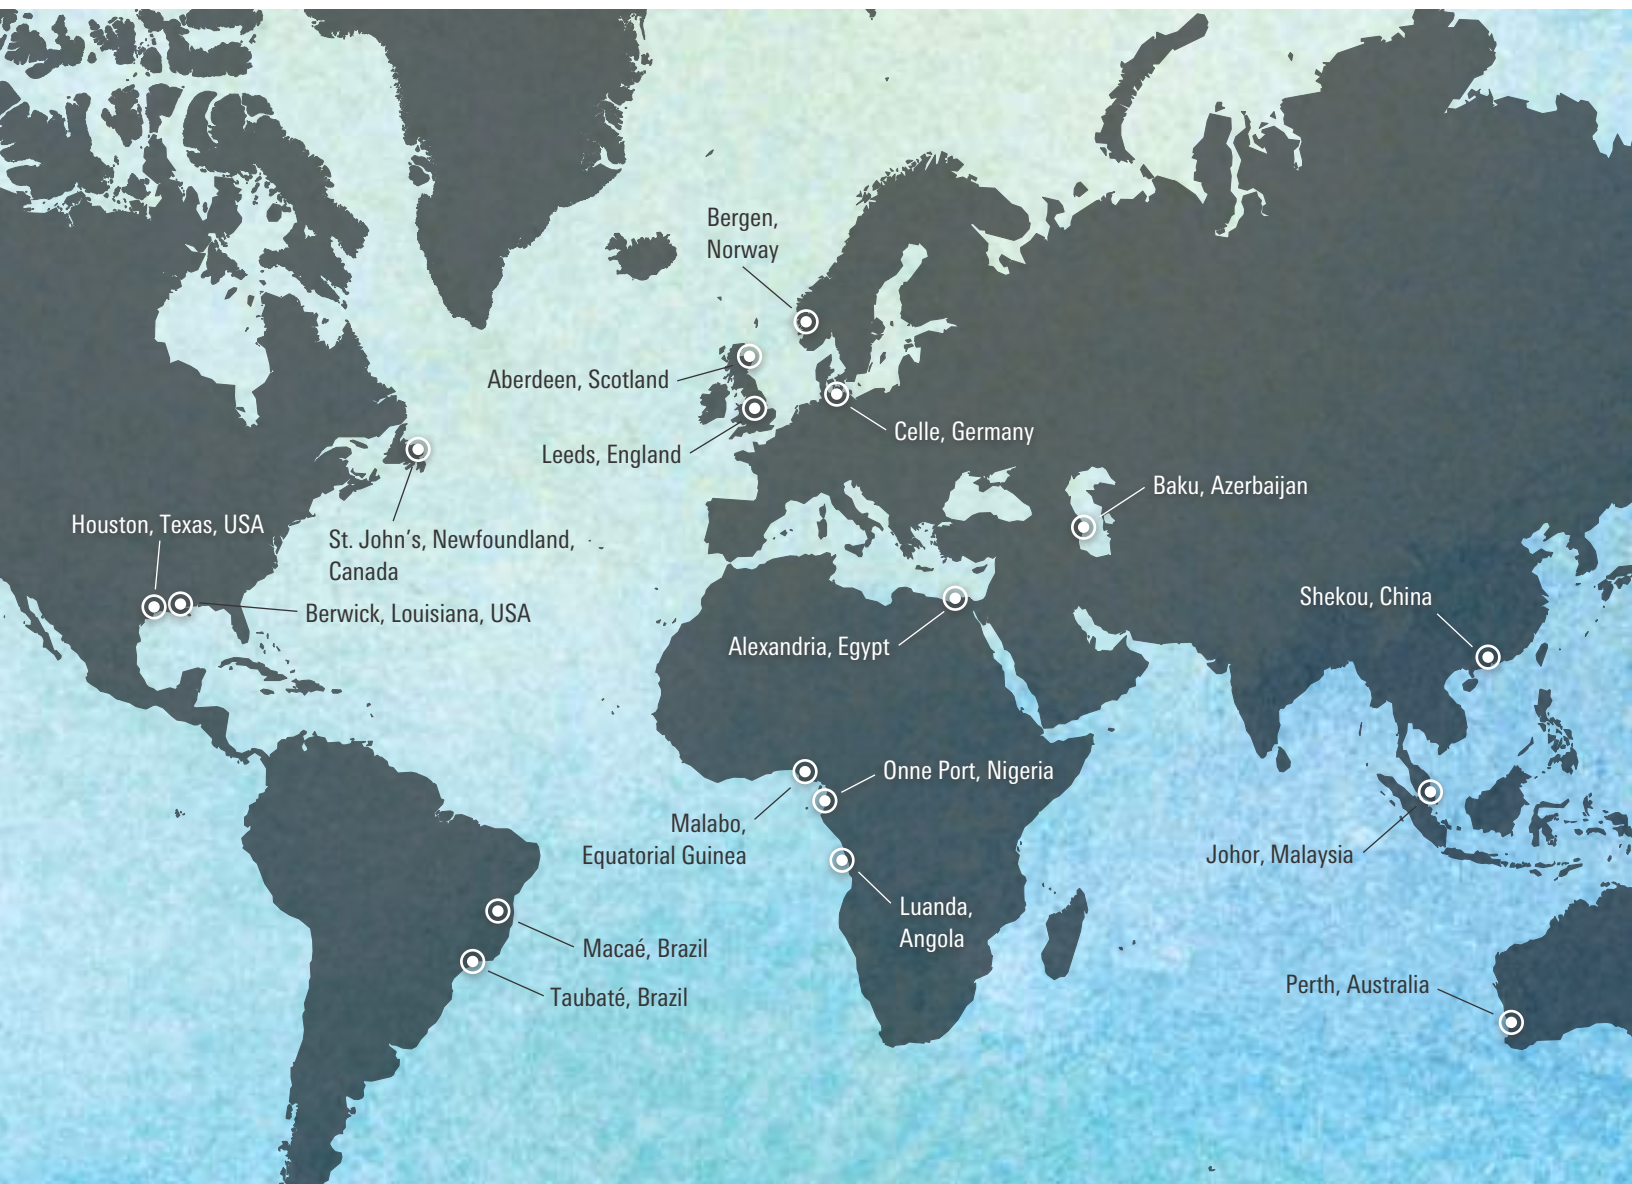 Bergen,
Norway
Aberdeen, Scotland
Celle, Germany
Leeds, England
Baku, Azerbaijan
Houston, Texas, USA
St. John's, Newfoundland,
Canada
Berwick, Louisiana, USA
Shekou, China
Alexandria, Egypt
Onne Port, Nigeria
Malabo,
Equatorial Guinea
Johor, Malaysia
Luanda,
Angola
Macaé, Brazil
Taubaté, Brazil
Perth, Australia